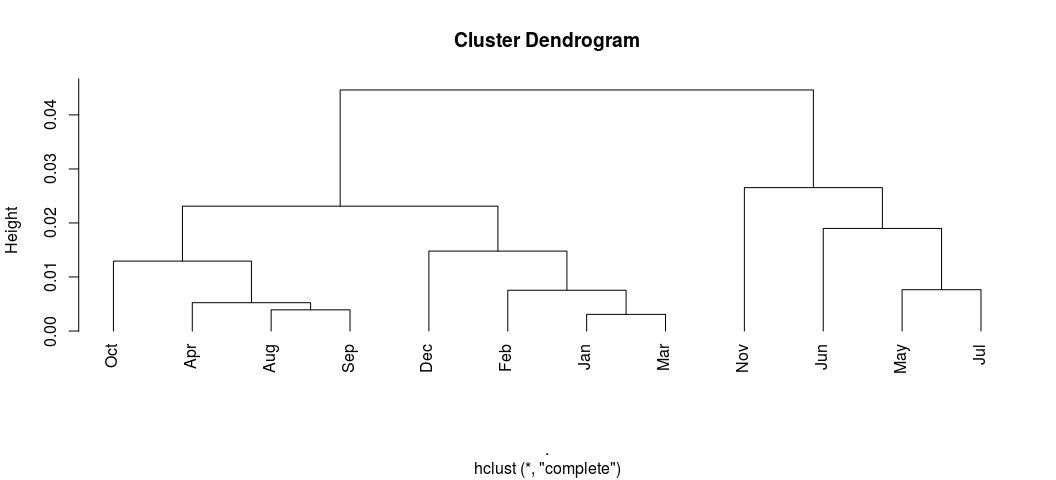 Cluster Dendrogram
Height
0.04
0.03
0.02
0.01
0.00
Oct
Apr
Aug
Sep
Dec
Feb
Jan
Mar
Nov
Jun
May
Jul
.
hclust (*, "complete")